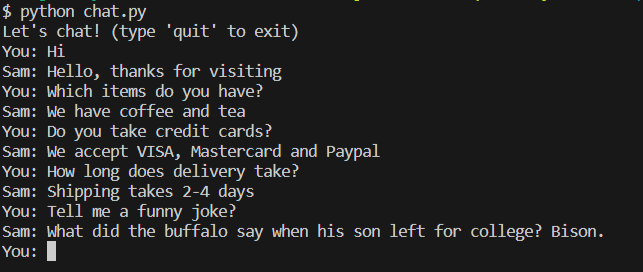 $ python chat.py
Let's chat! (type 'quit' to exit)
You: Hi
Sam: Hello, thanks for visiting
You: Which items do you have?
Sam: We have coffee and tea
You: Do you take credit cards?
Sam: We accept VISA, Mastercard and Paypal
You: How long does delivery take?
Sam: Shipping takes 2-4 days
You: Tell me a funny joke?
Sam: What did the buffalo say when his son left for college? Bison.
You: